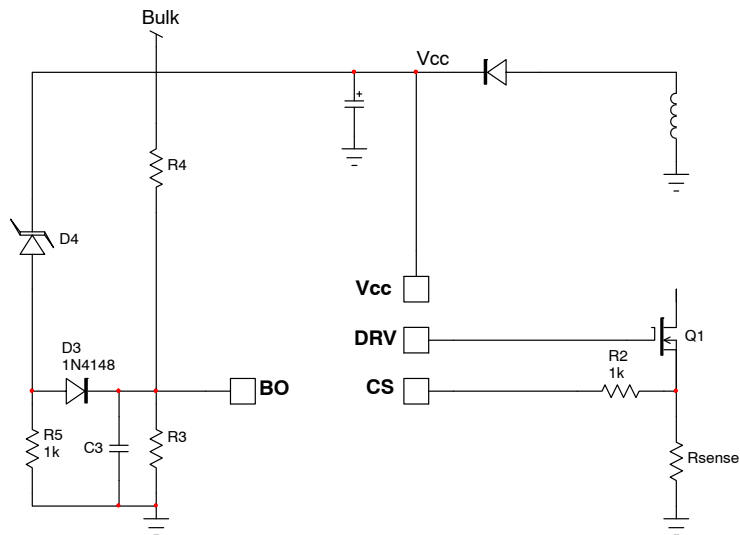 Bulk
Vcc
+
R4
D4
Vcc
DRV
Q1
D3
1N4148
R2
1k
BO
CS
R5
1k
C3
R3
Rsense